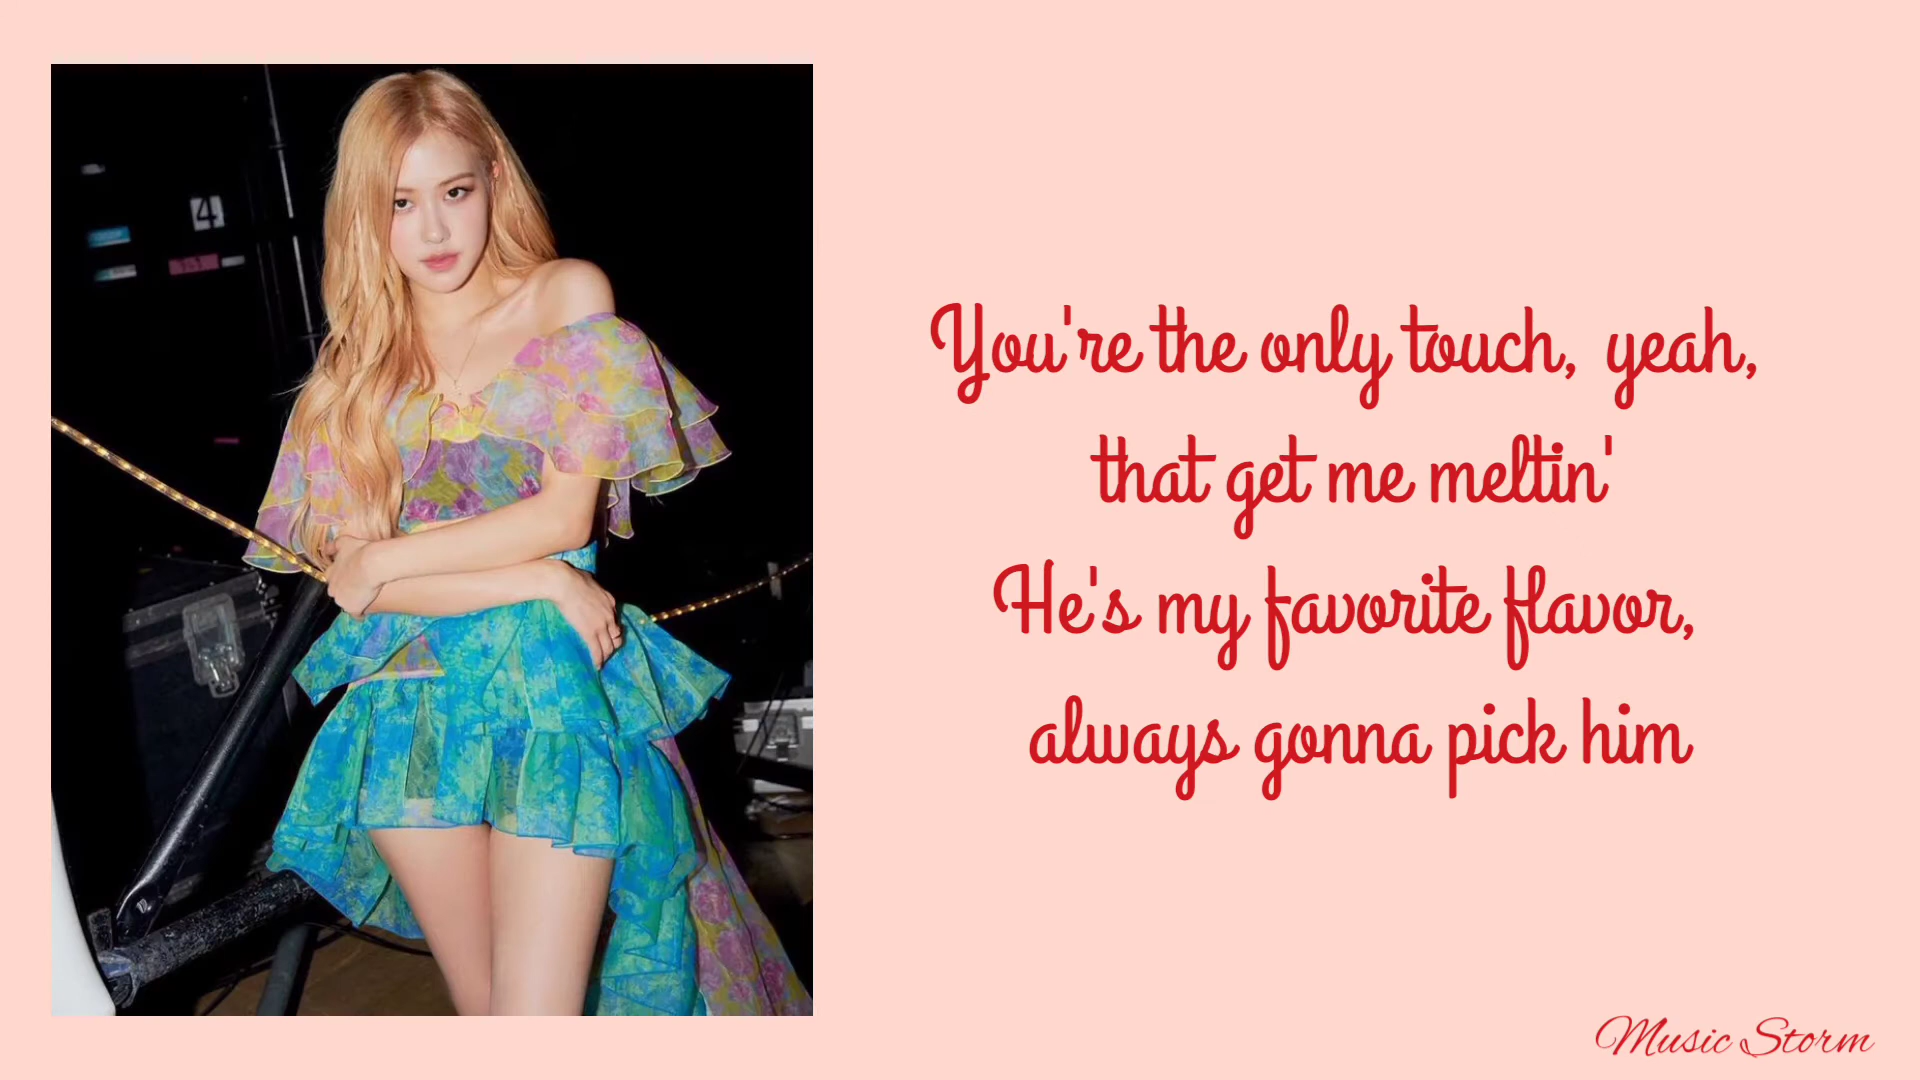 4
You're the only touch, yeah,
that get me meltin'
He's my favorite flavor,
always gonna pick him
Music Storm